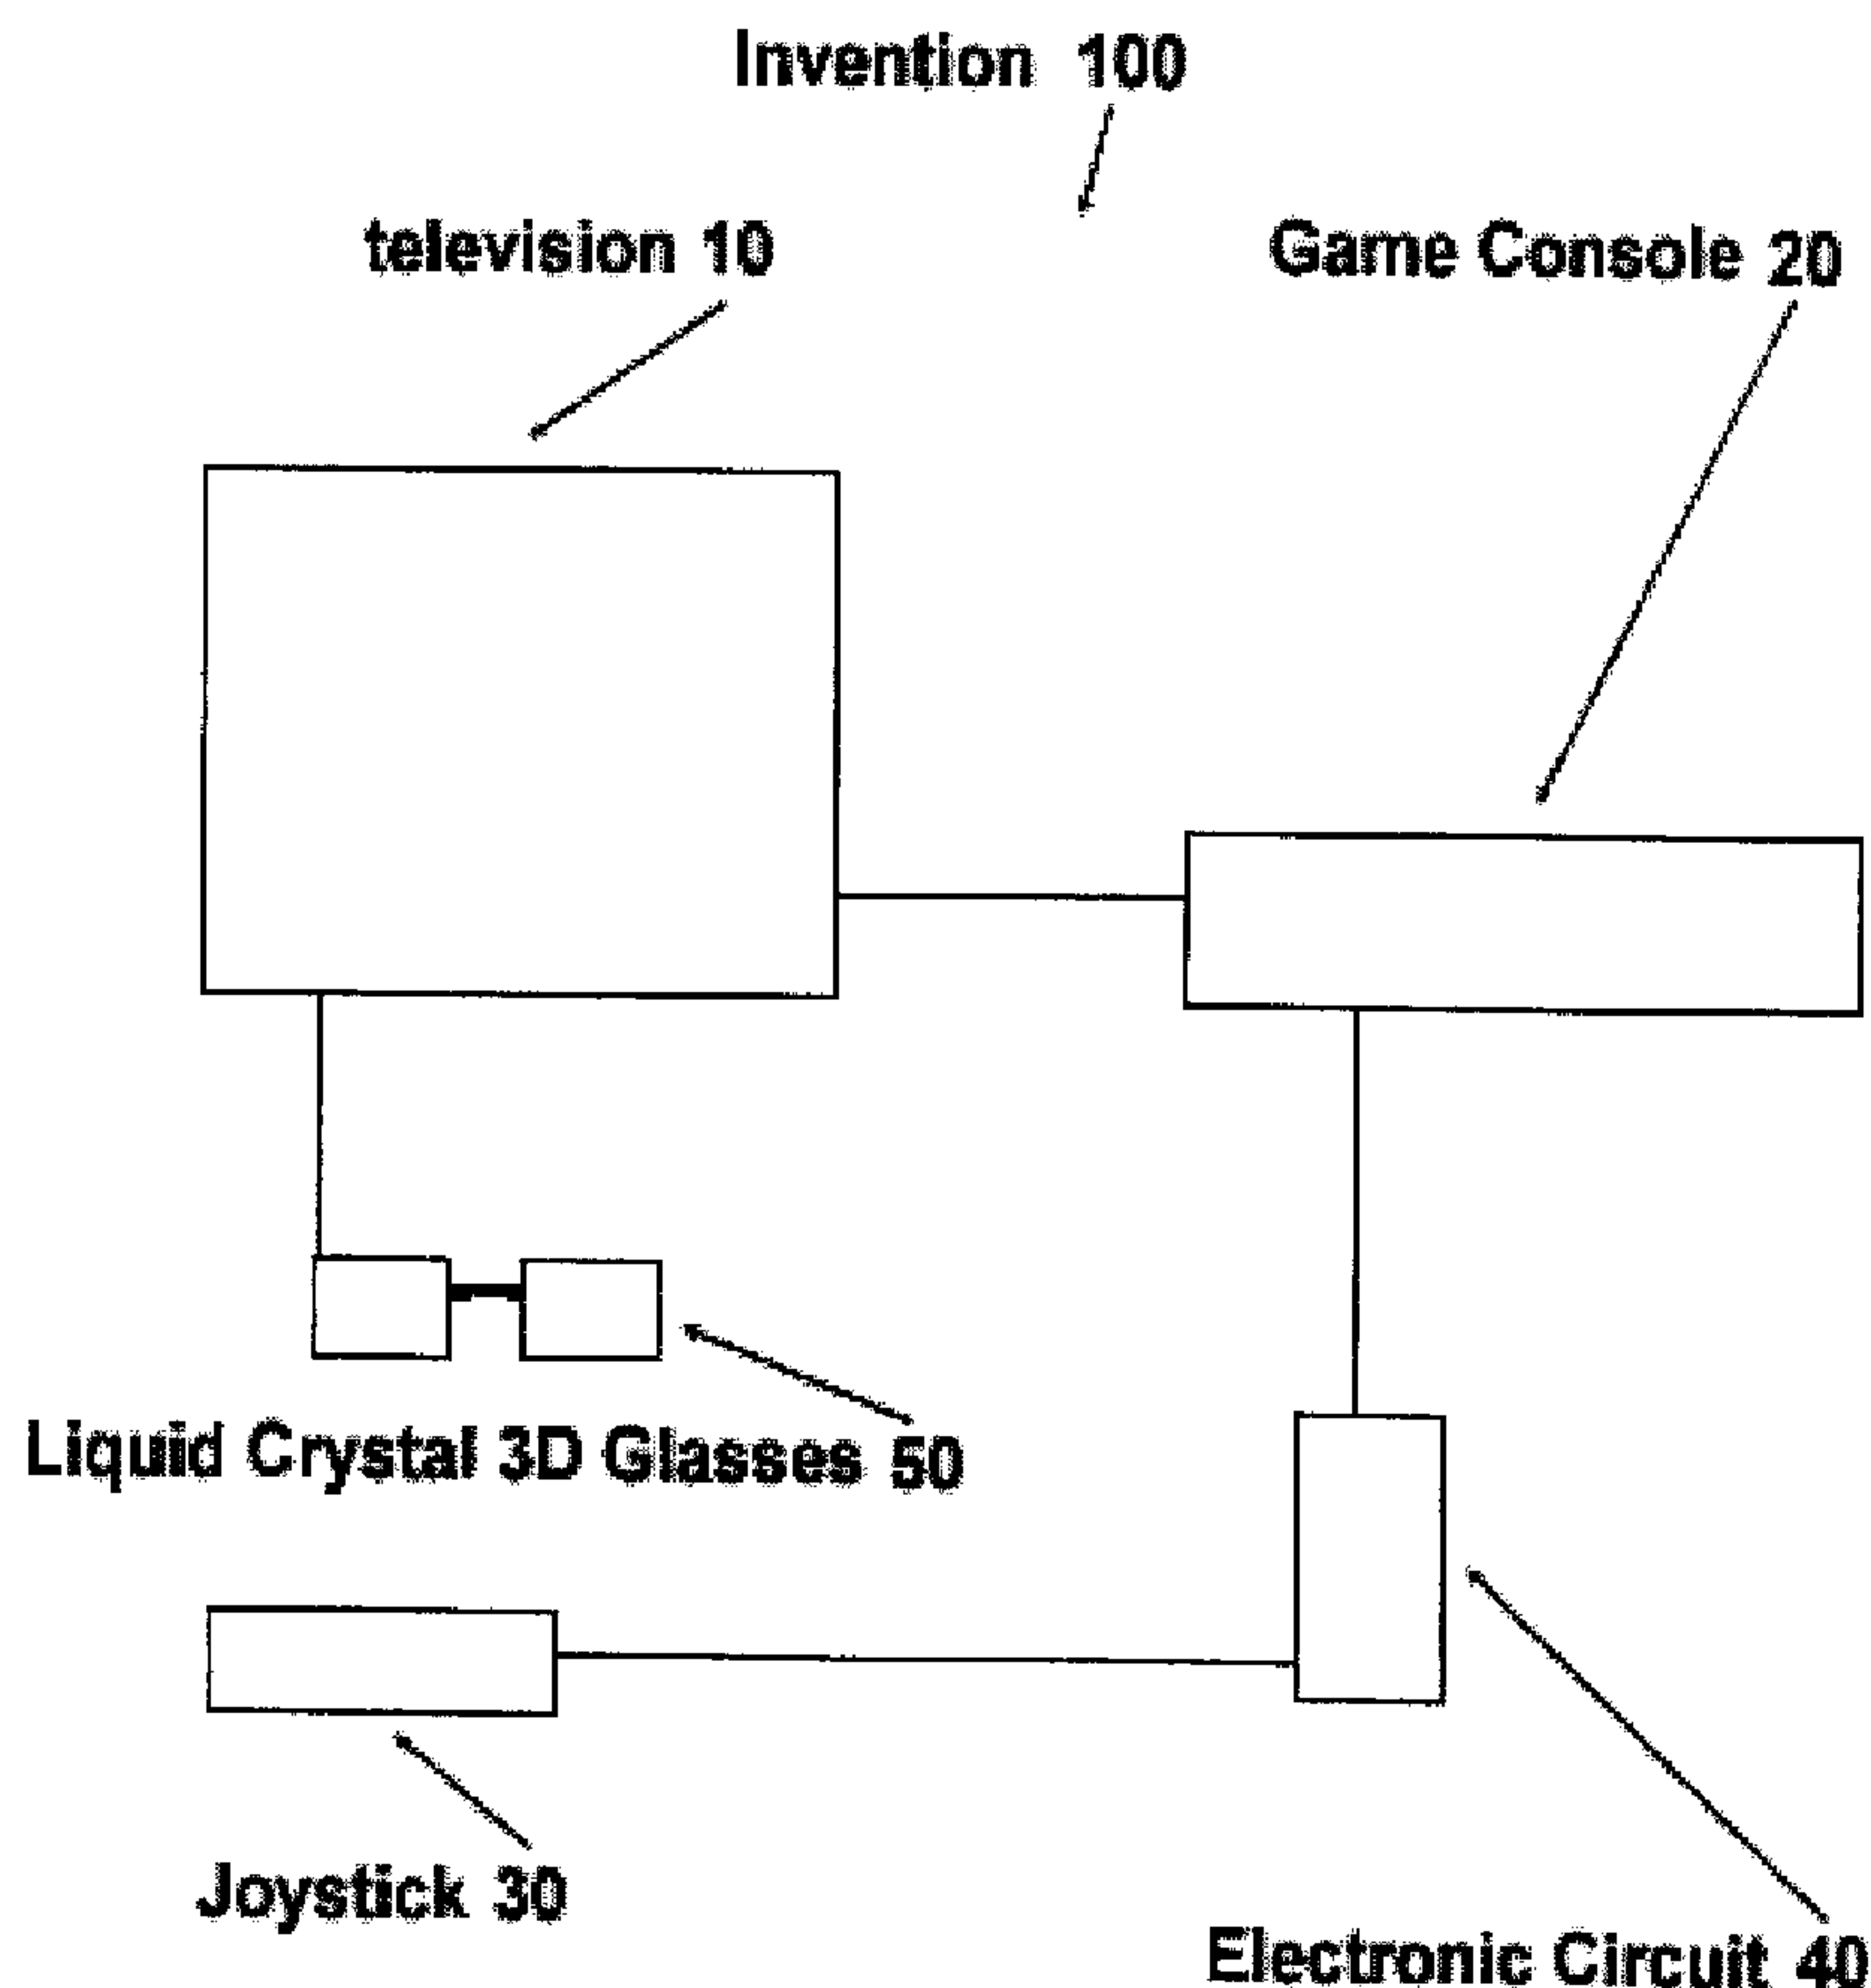 Invention 100
television 10
Game Console 20
Liquid Crystal 3D Glasses 50
Joystick 30
Electronic Circuit 40